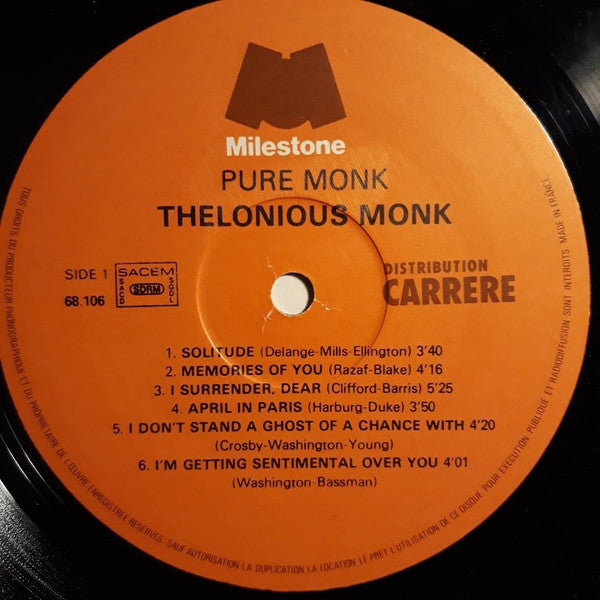 Milestone
PURE MONK
THELONIOUS MONK
SIDE 1
68.106
SACEM
SACD
SDRM
SGDL
DISTRIBUTION
CARRERE
1. SOLITUDE (Delange-Mills-Ellington) 3'40
2. MEMORIES OF YOU (Razaf-Blake) 4'16
3. I SURRENDER, DEAR (Clifford-Barris) 5'25
4. APRIL IN PARIS (Harburg-Duke) 3'50
5. I DON'T STAND A GHOST OF A CHANCE WITH 4'20
(Crosby-Washington-Young)
6. I'M GETTING SENTIMENTAL OVER YOU 4'01
(Washington-Bassman)
TOUS DROITS DU PRODUCTEUR PHONOGRAPHIQUE ET DU PROPRIETAIRE DE L'ŒUVRE ENREGISTREE RESERVES. SAUF AUTORISATION LA DUPLICATION LA LOCATION LE PRET L'UTILISATION DE CE DISQUE POUR EXECUTION PUBLIQUE ET RADIODIFFUSION SONT INTERDITS. MADE IN FRANCE.